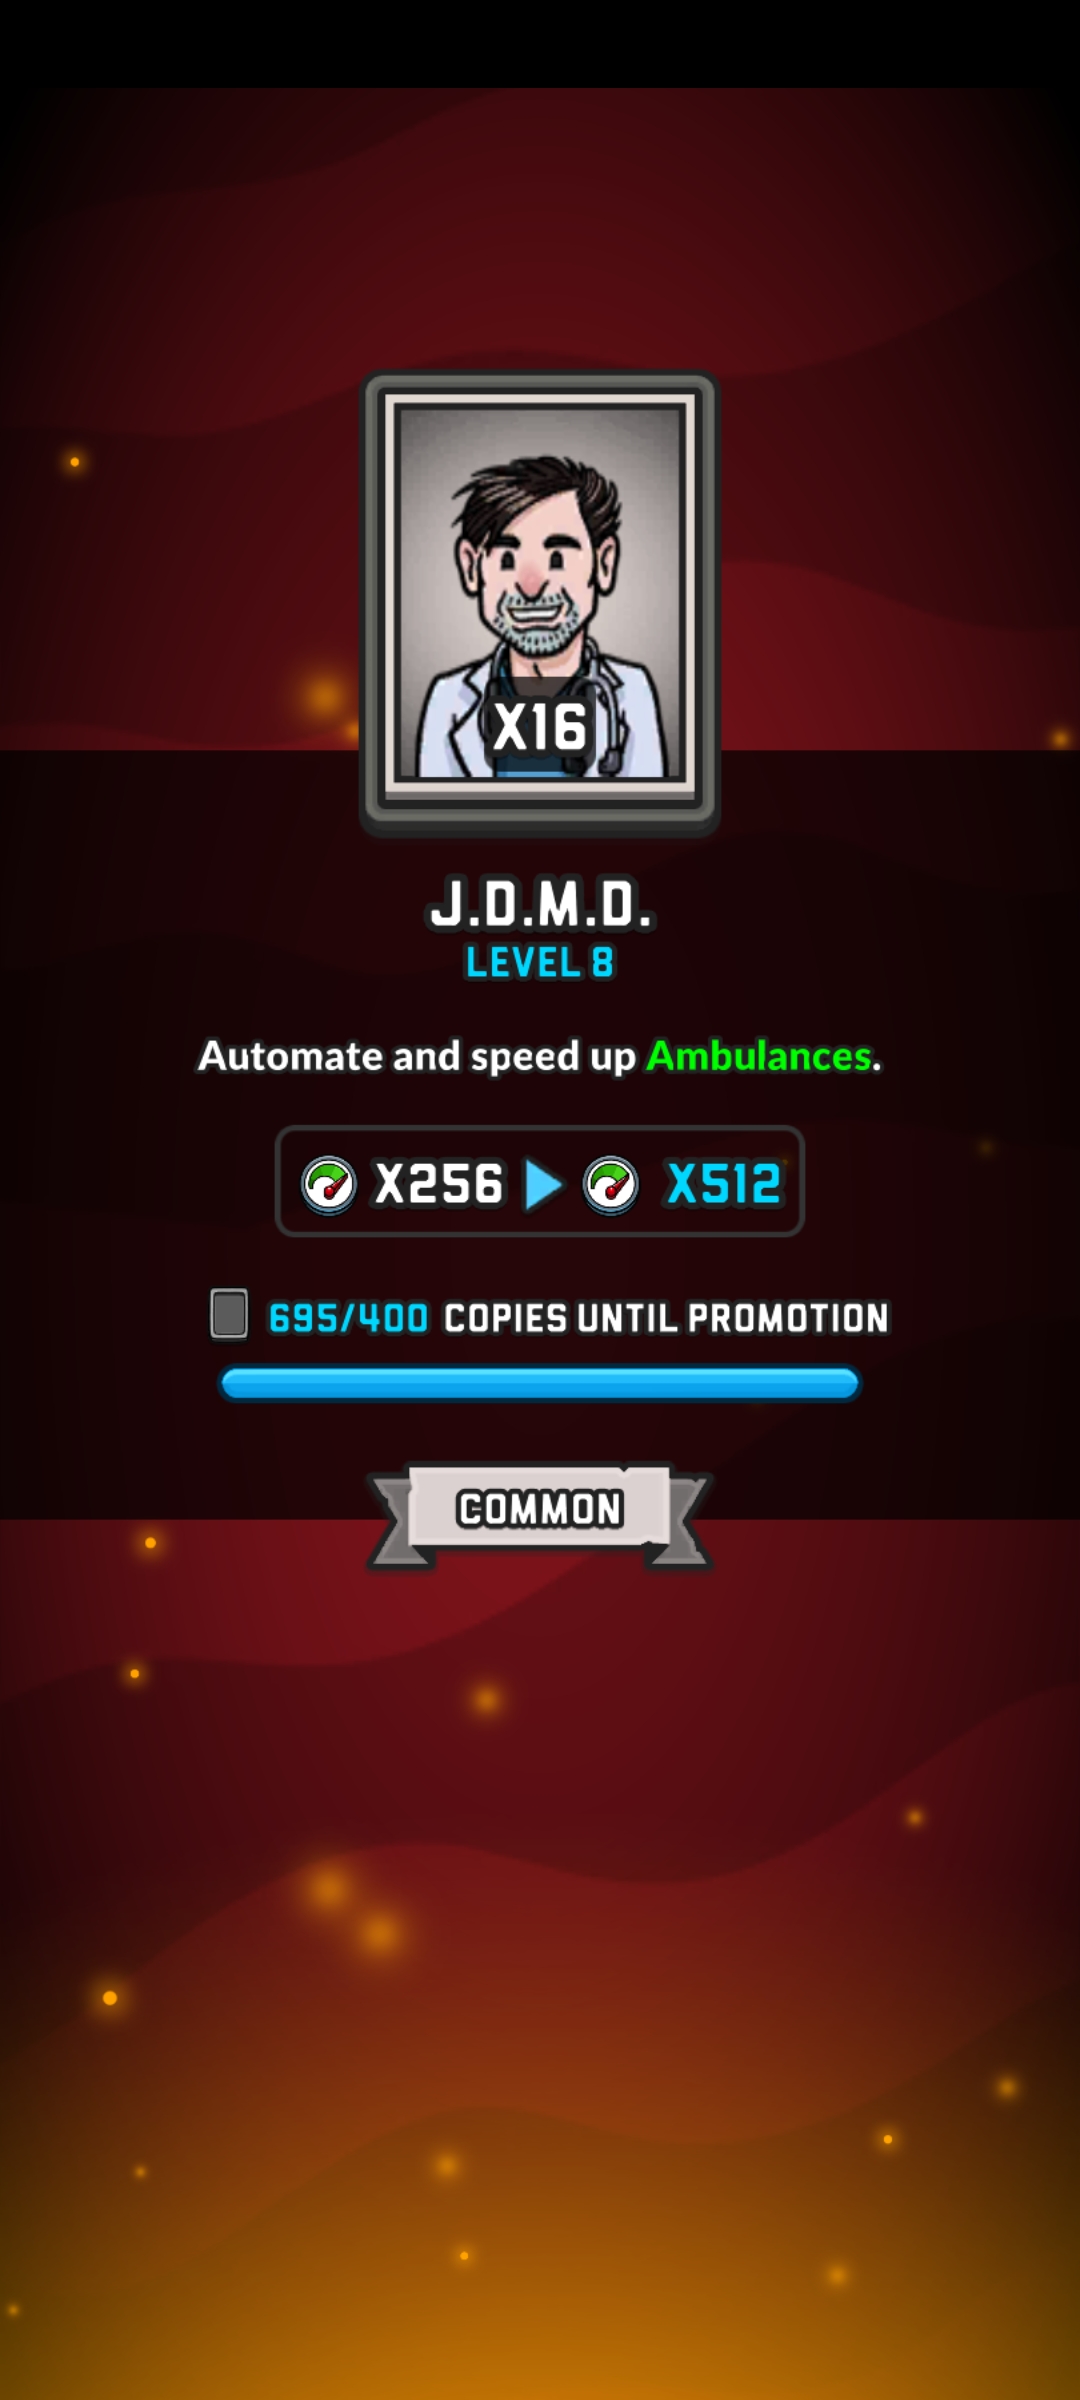 X16
J.D.M.D.
LEVEL 8
Automate and speed up Ambulances.
X256 X512
695/400 COPIES UNTIL PROMOTION
COMMON